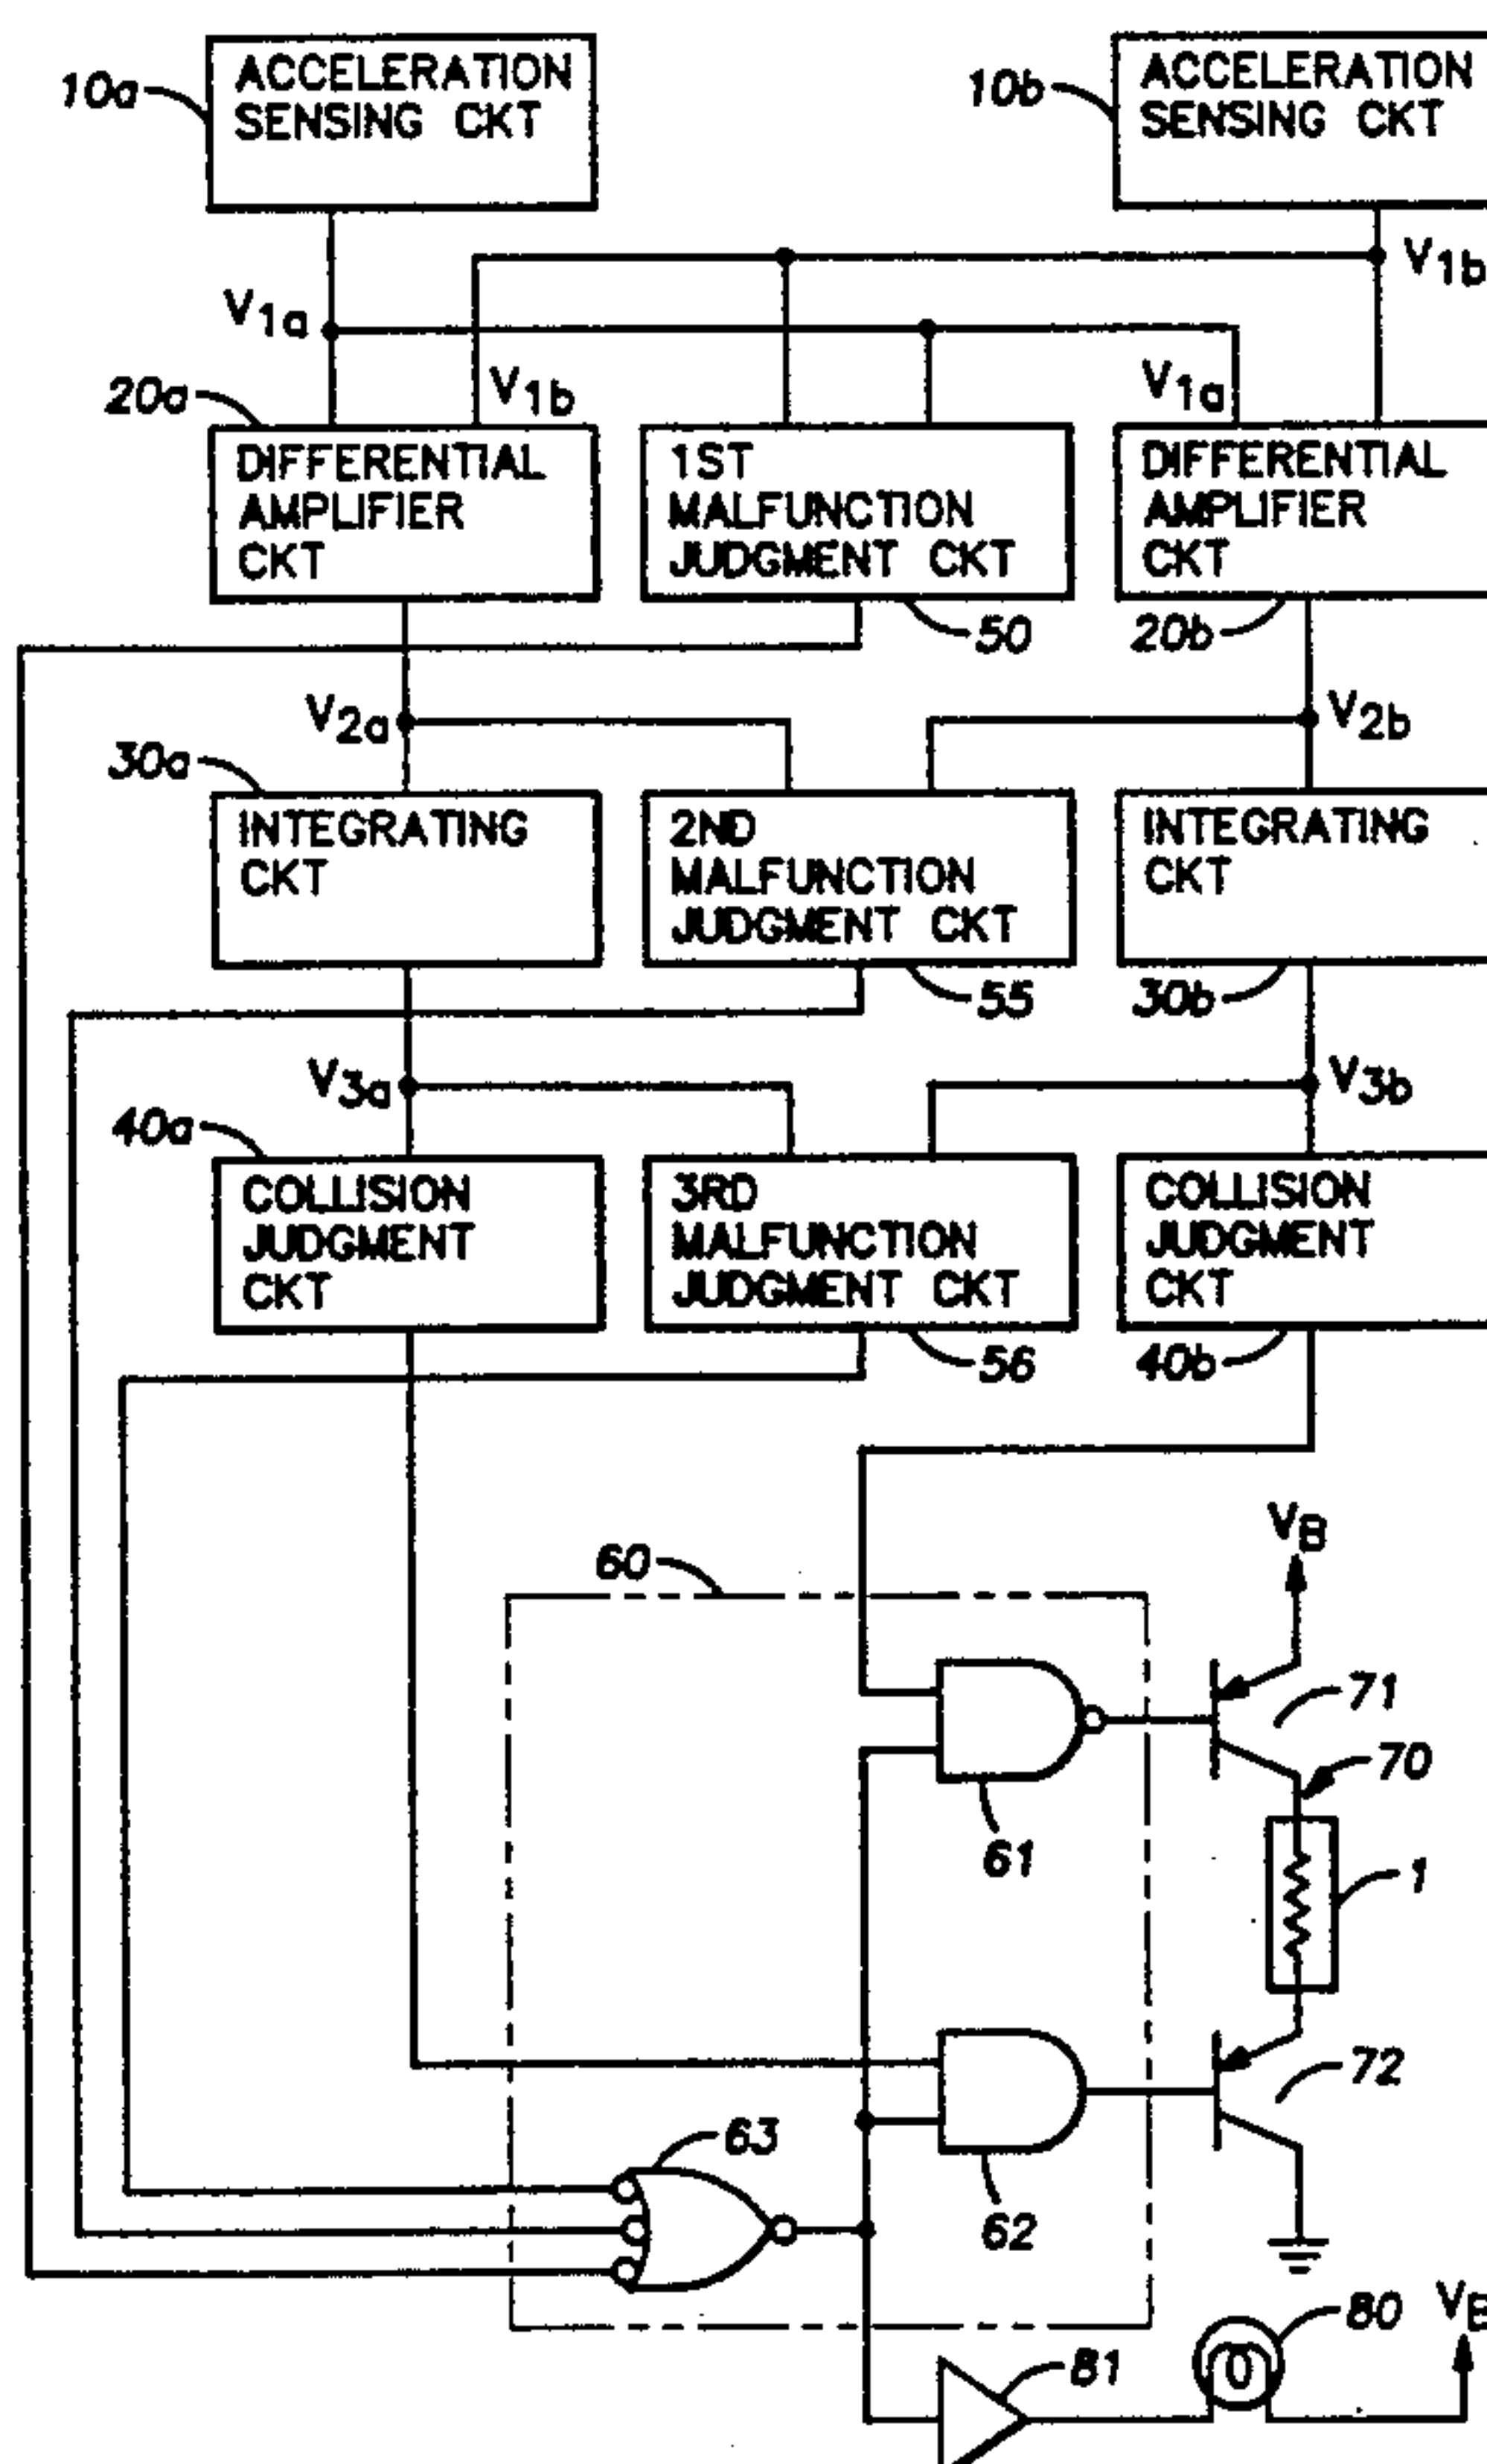 10a
ACCELERATION
SENSING CKT
10b
ACCELERATION
SENSING CKT
V1b
V1a
20a
V1b
V1a
DIFFERENTIAL
AMPLIFIER
CKT
1ST
MALFUNCTION
JUDGMENT CKT
DIFFERENTIAL
AMPLIFIER
CKT
50
20b
V2a
V2b
30a
INTEGRATING
CKT
2ND
MALFUNCTION
JUDGMENT CKT
INTEGRATING
CKT
55
30b
V3a
V3b
40a
COLLISION
JUDGMENT
CKT
3RD
MALFUNCTION
JUDGMENT CKT
COLLISION
JUDGMENT
CKT
56
40b
VB
60
71
70
61
1
72
63
62
80
VB
81